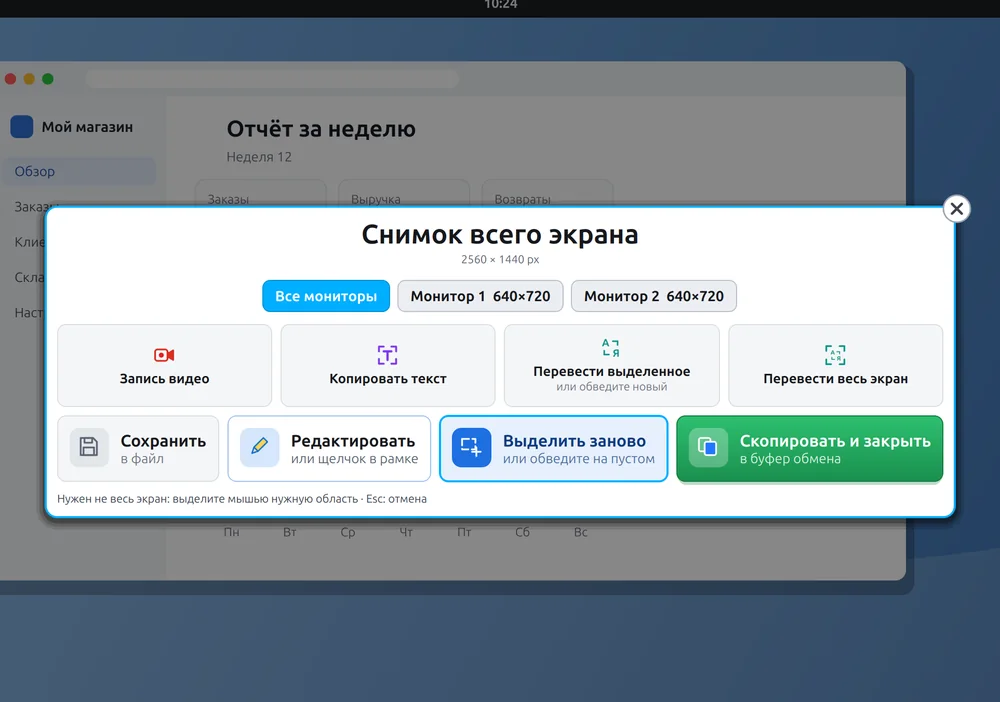 10:24
Мой магазин
Отчёт за неделю
Неделя 12
Обзор
Заказы
Выручка
Возвраты
Заказы
Снимок всего экрана
2560 × 1440 px
Все мониторы
Монитор 1 640×720
Монитор 2 640×720
Запись видео
Копировать текст
Перевести выделенное
или обведите новый
Перевести весь экран
Сохранить
в файл
Редактировать
или щелчок в рамке
Выделить заново
или обведите на пустом
Скопировать и закрыть
в буфер обмена
Нужен не весь экран: выделите мышью нужную область · Esc: отмена
Пн Вт Ср Чт Пт Сб Вс